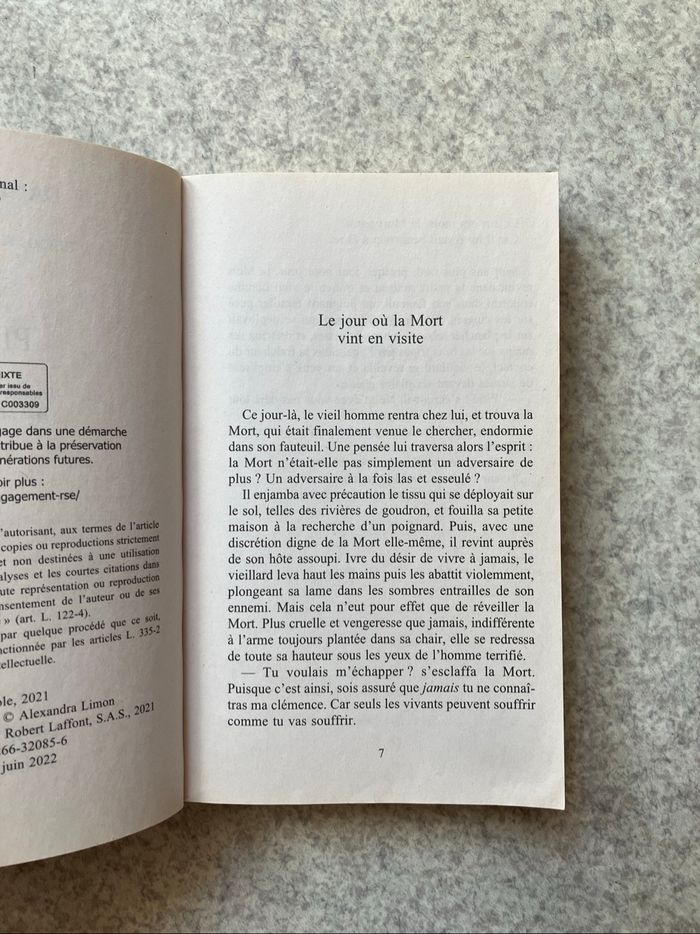 nal :
IXTE
er issu de
responsables
C003309
gage dans une démarche
tribue à la préservation
nérations futures.
oir plus :
gagement-rse/
’autorisant, aux termes de l’article
copies ou reproductions strictement
et non destinées à une utilisation
alyses et les courtes citations dans
ute représentation ou reproduction
nsentement de l’auteur ou de ses
» (art. L. 122-4).
par quelque procédé que ce soit,
nctionnée par les articles L. 335-2
ellectuelle.
ole, 2021
© Alexandra Limon
Robert Laffont, S.A.S., 2021
66-32085-6
juin 2022
Le jour où la Mort
vint en visite
Ce jour-là, le vieil homme rentra chez lui, et trouva la
Mort, qui était finalement venue le chercher, endormie
dans son fauteuil. Une pensée lui traversa alors l’esprit :
la Mort n’était-elle pas simplement un adversaire de
plus ? Un adversaire à la fois las et esseulé ?
Il enjamba avec précaution le tissu qui se déployait sur
le sol, telles des rivières de goudron, et fouilla sa petite
maison à la recherche d’un poignard. Puis, avec une
discrétion digne de la Mort elle-même, il revint auprès
de son hôte assoupi. Ivre du désir de vivre à jamais, le
vieillard leva haut les mains puis les abattit violemment,
plongeant sa lame dans les sombres entrailles de son
ennemi. Mais cela n’eut pour effet que de réveiller la
Mort. Plus cruelle et vengeresse que jamais, indifférente
à l’arme toujours plantée dans sa chair, elle se redressa
de toute sa hauteur sous les yeux de l’homme terrifié.
— Tu voulais m’échapper ? s’esclaffa la Mort.
Puisque c’est ainsi, sois assuré que jamais tu ne connaî-
tras ma clémence. Car seuls les vivants peuvent souffrir
comme tu vas souffrir.
7